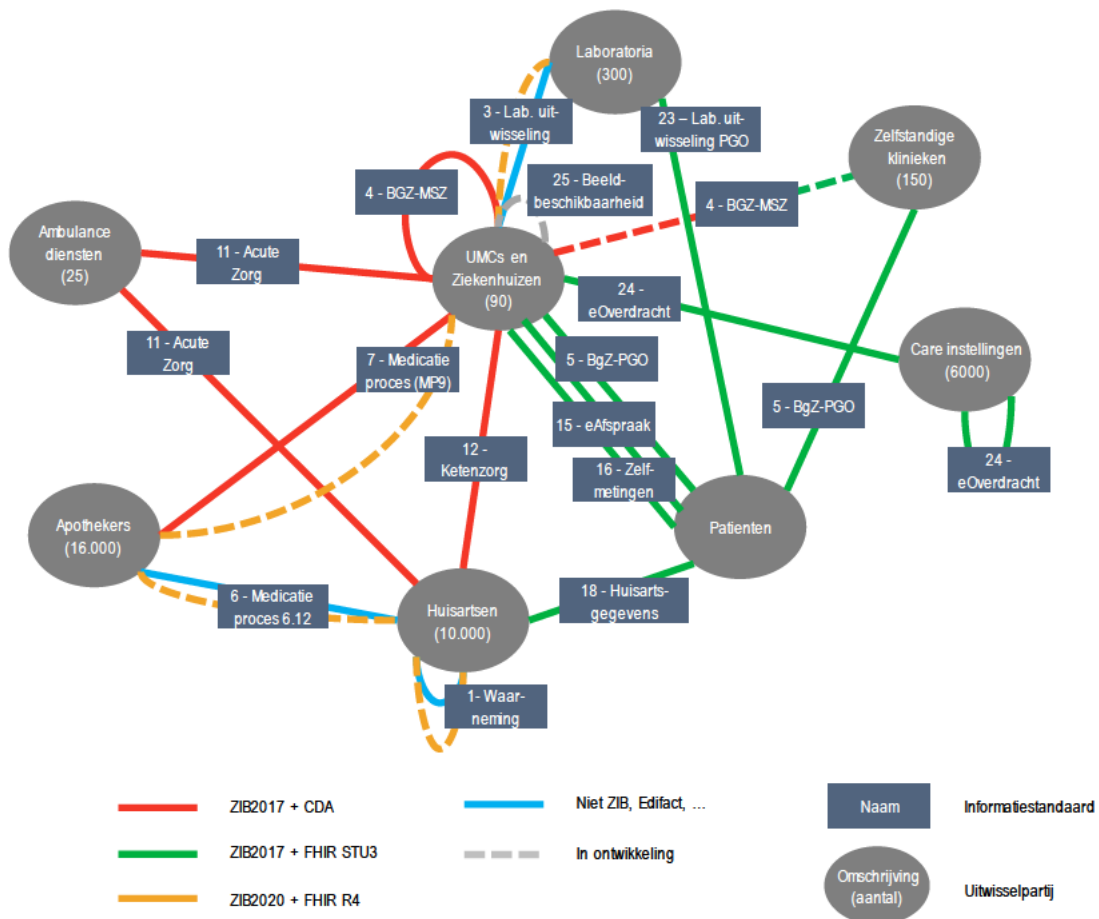 Laboratoria
(300)
3 - Lab. uit-
wisseling
23 – Lab. uit-
wisseling PGO
Zelfstandige
klinieken
(150)
4 - BGZ-MSZ
25 - Beeld-
beschikbaarheid
4 - BGZ-MSZ
Ambulance
diensten
(25)
11 - Acute
Zorg
UMCs en
Ziekenhuizen
(90)
24 -
eOverdracht
11 - Acute
Zorg
7 - Medicatie
proces (MP9)
5 - BgZ-PGO
Care instellingen
(6000)
5 - BgZ-PGO
15 - eAfspraak
12 -
Ketenzorg
16 - Zelf-
metingen
24 -
eOverdracht
Apothekers
(16.000)
Patienten
6 - Medicatie
proces 6.12
Huisartsen
(10.000)
18 - Huisarts-
gegevens
1- Waar-
neming
ZIB2017 + CDA
Niet ZIB, Edifact, ...
Naam
Informatiestandaard
ZIB2017 + FHIR STU3
In ontwikkeling
ZIB2020 + FHIR R4
Omschrijving
(aantal)
Uitwisselpartij